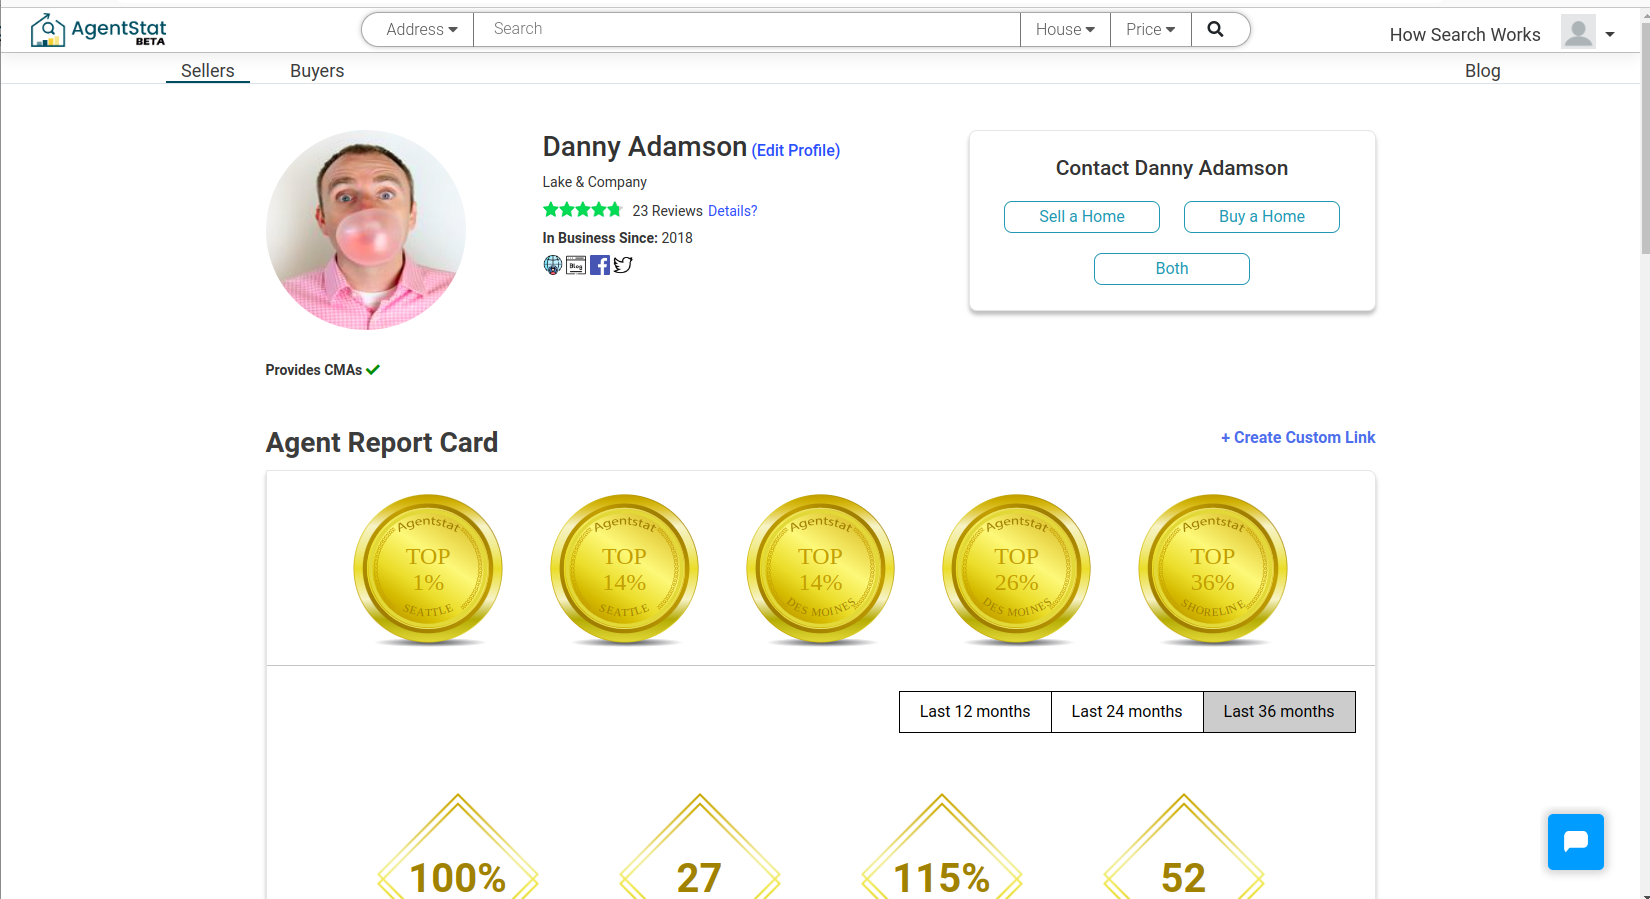 AgentStat
BETA
Address
Search
House
Price
How Search Works
Sellers
Buyers
Blog
Danny Adamson (Edit Profile)
Lake & Company
23 Reviews Details?
In Business Since: 2018
Blog
Contact Danny Adamson
Sell a Home
Buy a Home
Both
Provides CMAs
Agent Report Card
+ Create Custom Link
Agentstat
TOP
1%
SEATTLE
Agentstat
TOP
14%
SEATTLE
Agentstat
TOP
14%
DES MOINES
Agentstat
TOP
26%
DES MOINES
Agentstat
TOP
36%
SHORELINE
Last 12 months
Last 24 months
Last 36 months
100%
27
115%
52